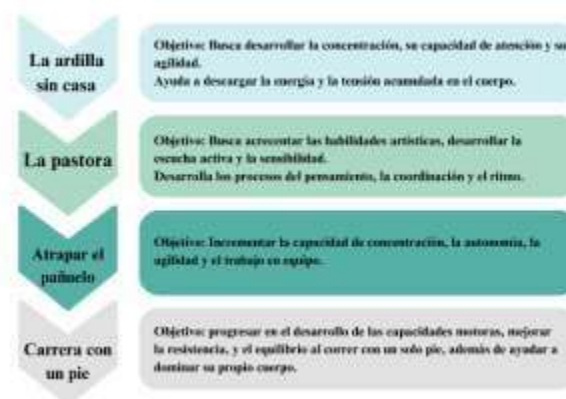 La ardilla
sin casa
Objetivo: Busca desarrollar la concentración, su capacidad de atención y su
agilidad.
Ayuda a descargar la energía y la tensión acumulada en el cuerpo.
La pastora
Objetivo: Busca acrecentar las habilidades artísticas, desarrollar la
escucha activa y la sensibilidad.
Desarrolla los procesos del pensamiento, la coordinación y el ritmo.
Atrapar el
pañuelo
Objetivo: Incrementar la capacidad de concentración, la autonomía, la
agilidad y el trabajo en equipo.
Carrera con
un pie
Objetivo: progresar en el desarrollo de las capacidades motoras, mejorar
la resistencia, y el equilibrio al correr con un solo pie, además de ayudar a
dominar su propio cuerpo.